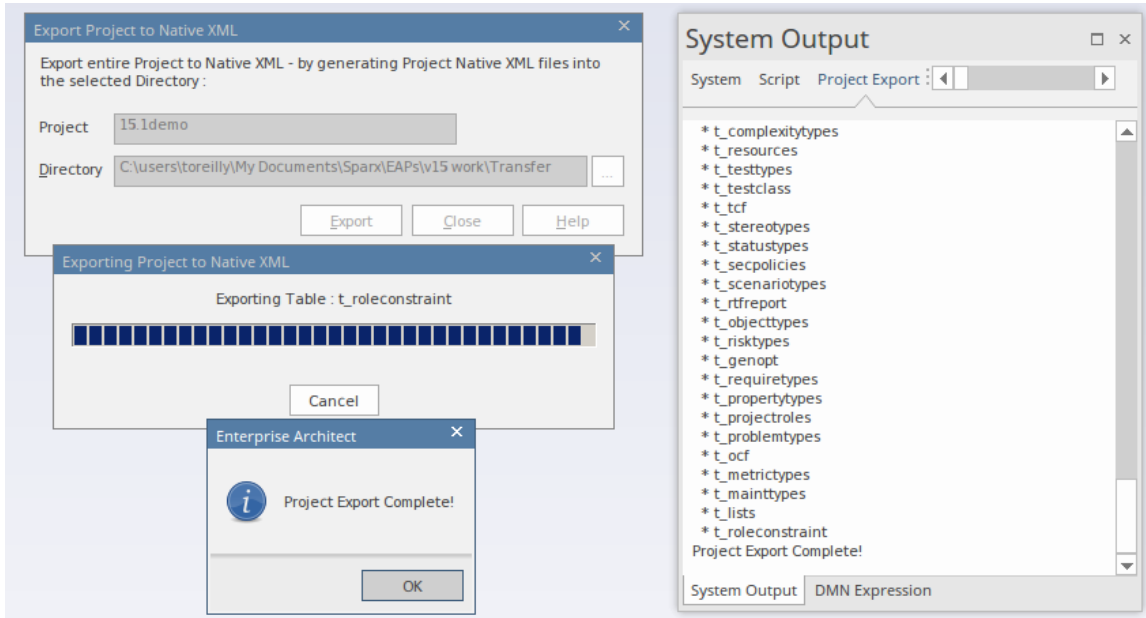 Export Project to Native XML
Export entire Project to Native XML - by generating Project Native XML files into
the selected Directory :
Project 15.1demo
Directory C:\users\toreilly\My Documents\Sparx\EAPs\v15 work\Transfer ...
Export Close Help
Exporting Project to Native XML
Exporting Table : t_roleconstraint
Cancel
Enterprise Architect
Project Export Complete!
OK
System Output
System Script Project Export
* t_complexitytypes
* t_resources
* t_testtypes
* t_testclass
* t_tcf
* t_stereotypes
* t_statustypes
* t_secpolicies
* t_scenariotypes
* t_rtfreport
* t_objecttypes
* t_risktypes
* t_genopt
* t_requiretypes
* t_propertytypes
* t_projectroles
* t_problemtypes
* t_ocf
* t_metrictypes
* t_mainttypes
* t_lists
* t_roleconstraint
Project Export Complete!
System Output DMN Expression